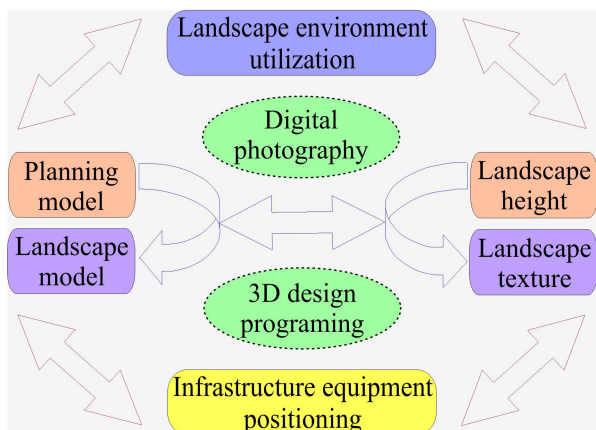 Landscape environment
utilization
Digital
photography
Planning
model
Landscape
height
Landscape
model
Landscape
texture
3D design
programing
Infrastructure equipment
positioning